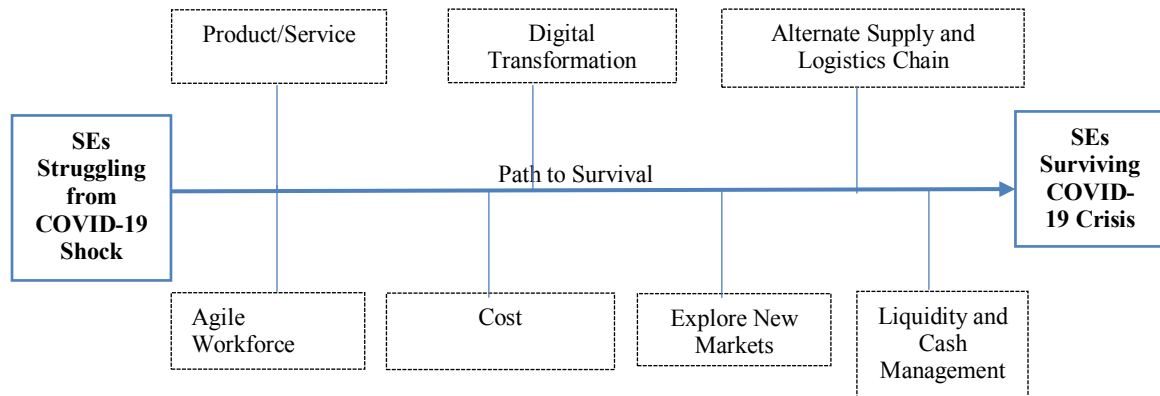 Product/Service
Digital
Transformation
Alternate Supply and
Logistics Chain
SEs
Struggling
from
COVID-19
Shock
Path to Survival
SEs
Surviving
COVID-
19 Crisis
Agile
Workforce
Cost
Explore New
Markets
Liquidity and
Cash
Management